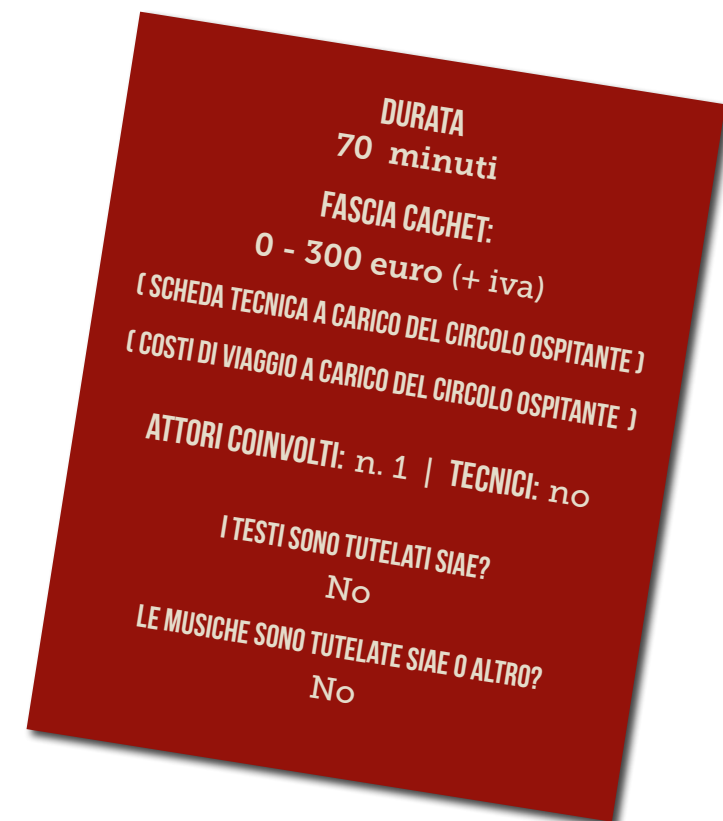 DURATA
70 minuti
FASCIA CACHET:
0 - 300 euro (+ iva)
( SCHEDA TECNICA A CARICO DEL CIRCOLO OSPITANTE )
( COSTI DI VIAGGIO A CARICO DEL CIRCOLO OSPITANTE )
ATTORI COINVOLTI: n. 1 | TECNICI: no
I TESTI SONO TUTELATI SIAE?
No
LE MUSICHE SONO TUTELATE SIAE O ALTRO?
No